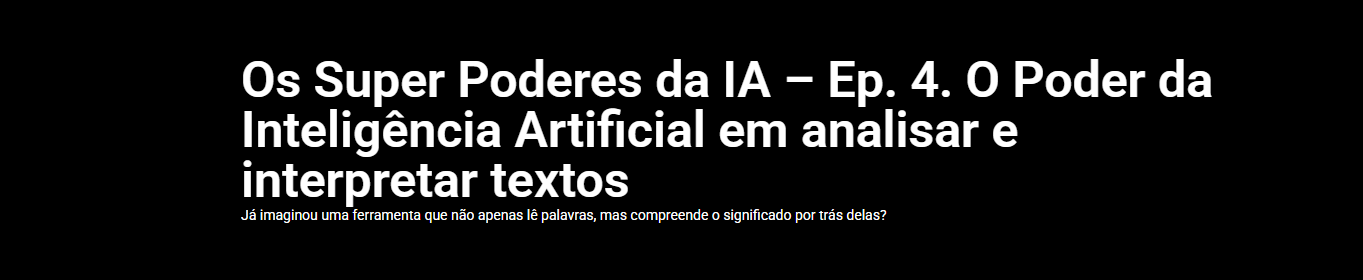 Os Super Poderes da IA – Ep. 4. O Poder da
Inteligência Artificial em analisar e
interpretar textos
Já imaginou uma ferramenta que não apenas lê palavras, mas compreende o significado por trás delas?